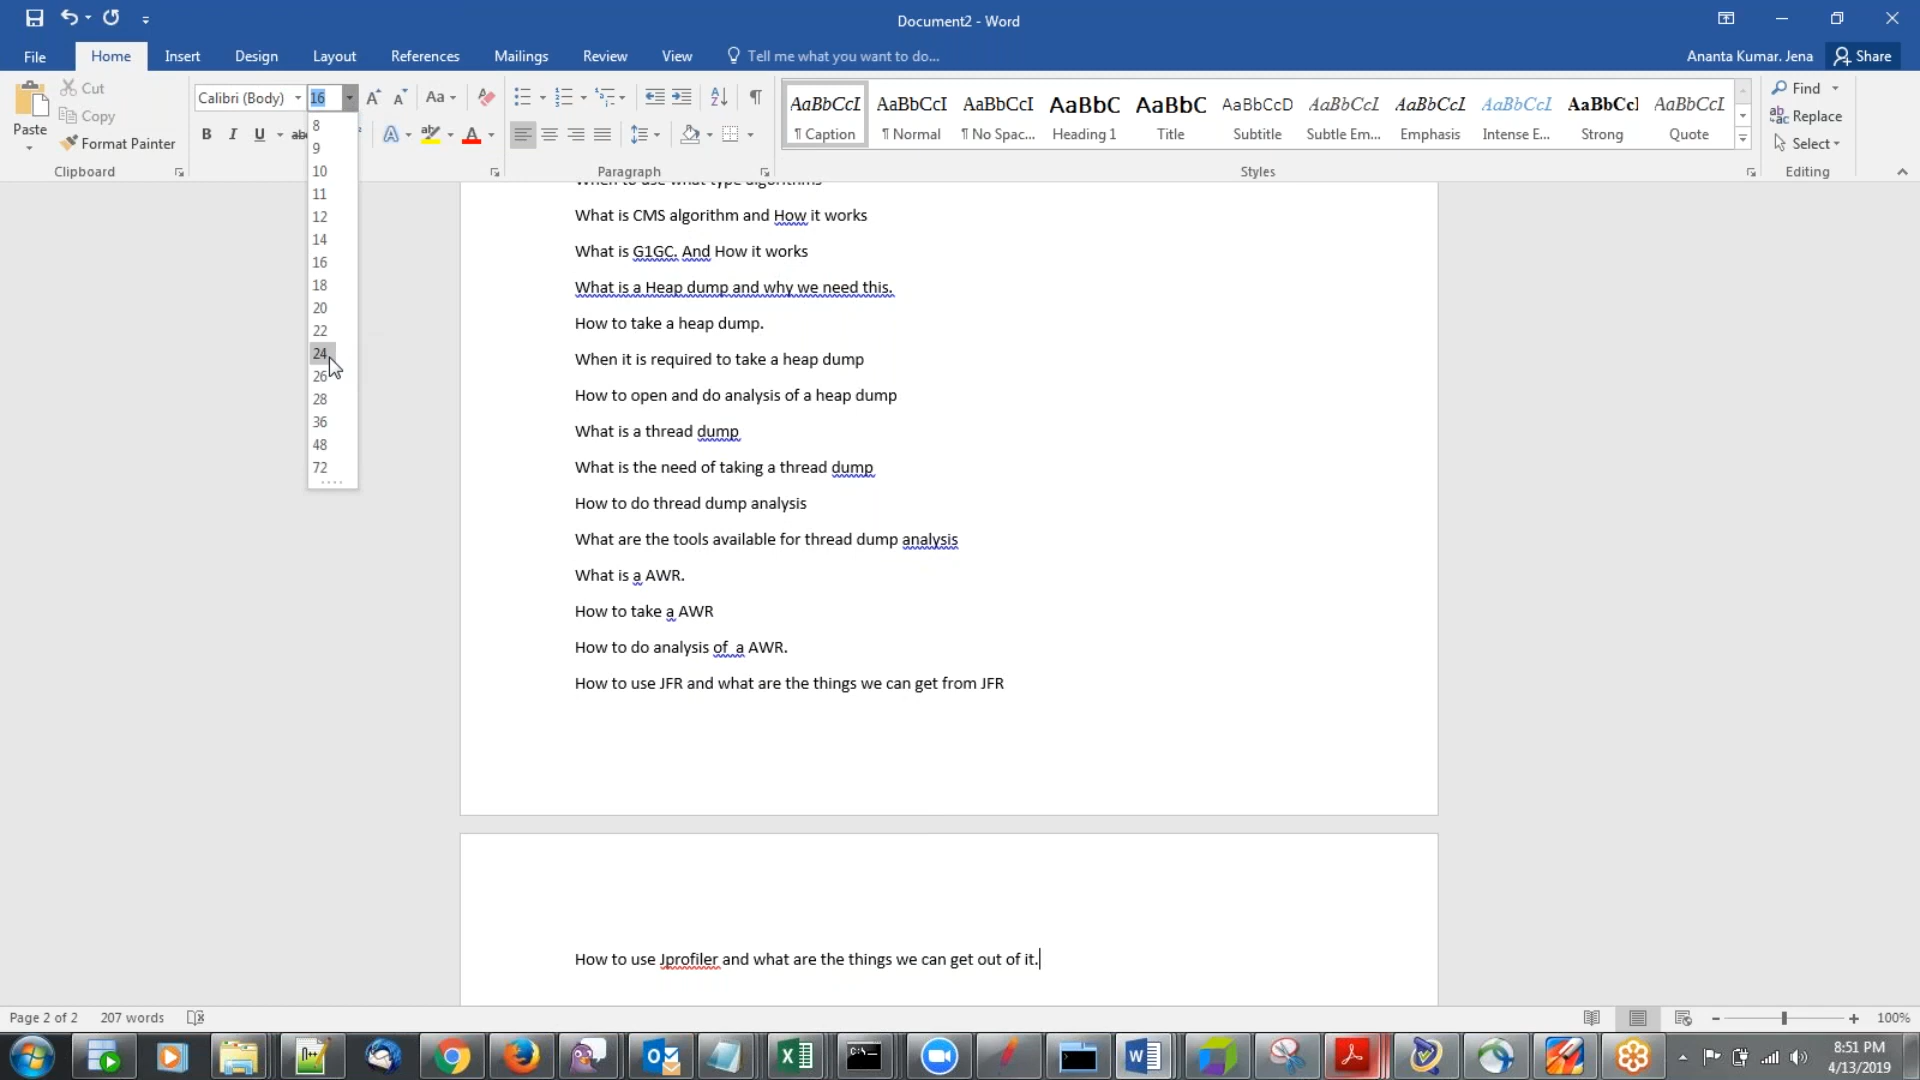 Document2 - Word
File Home Insert Design Layout References Mailings Review View Tell me what you want to do... Ananta Kumar. Jena Share
Paste
Cut
Copy
Format Painter
Clipboard
Calibri (Body) 16
Aa
B I U abc A A
8
9
10
11
12
14
16
18
20
22
24
26
28
36
48
72
Paragraph
AaBbCcI AaBbCcI AaBbCcI AaBbC AaBbC AaBbCcD AaBbCcI AaBbCcI AaBbCcI AaBbCcI AaBbCcI
¶ Caption ¶ Normal ¶ No Spac... Heading 1 Title Subtitle Subtle Em... Emphasis Intense E... Strong Quote
Styles
Find
Replace
Select
Editing
When to use what type algorithms
What is CMS algorithm and How it works
What is G1GC. And How it works
What is a Heap dump and why we need this.
How to take a heap dump.
When it is required to take a heap dump
How to open and do analysis of a heap dump
What is a thread dump
What is the need of taking a thread dump
How to do thread dump analysis
What are the tools available for thread dump analysis
What is a AWR.
How to take a AWR
How to do analysis of  a AWR.
How to use JFR and what are the things we can get from JFR
How to use Jprofiler and what are the things we can get out of it.
Page 2 of 2 207 words 100%
8:51 PM
4/13/2019